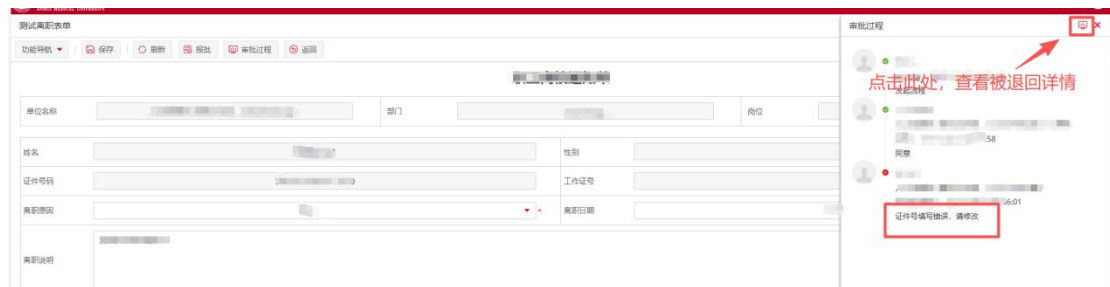 测试离职表单
审批过程
功能导航 保存 刷新 报批 审批过程 返回
点击此处，查看被退回详情
发起流程
单位名称 部门 岗位
:58
同意
姓名 性别
证件号码 工作证号
离职原因 * 离职日期
6:01
证件号填写错误，请修改
离职说明